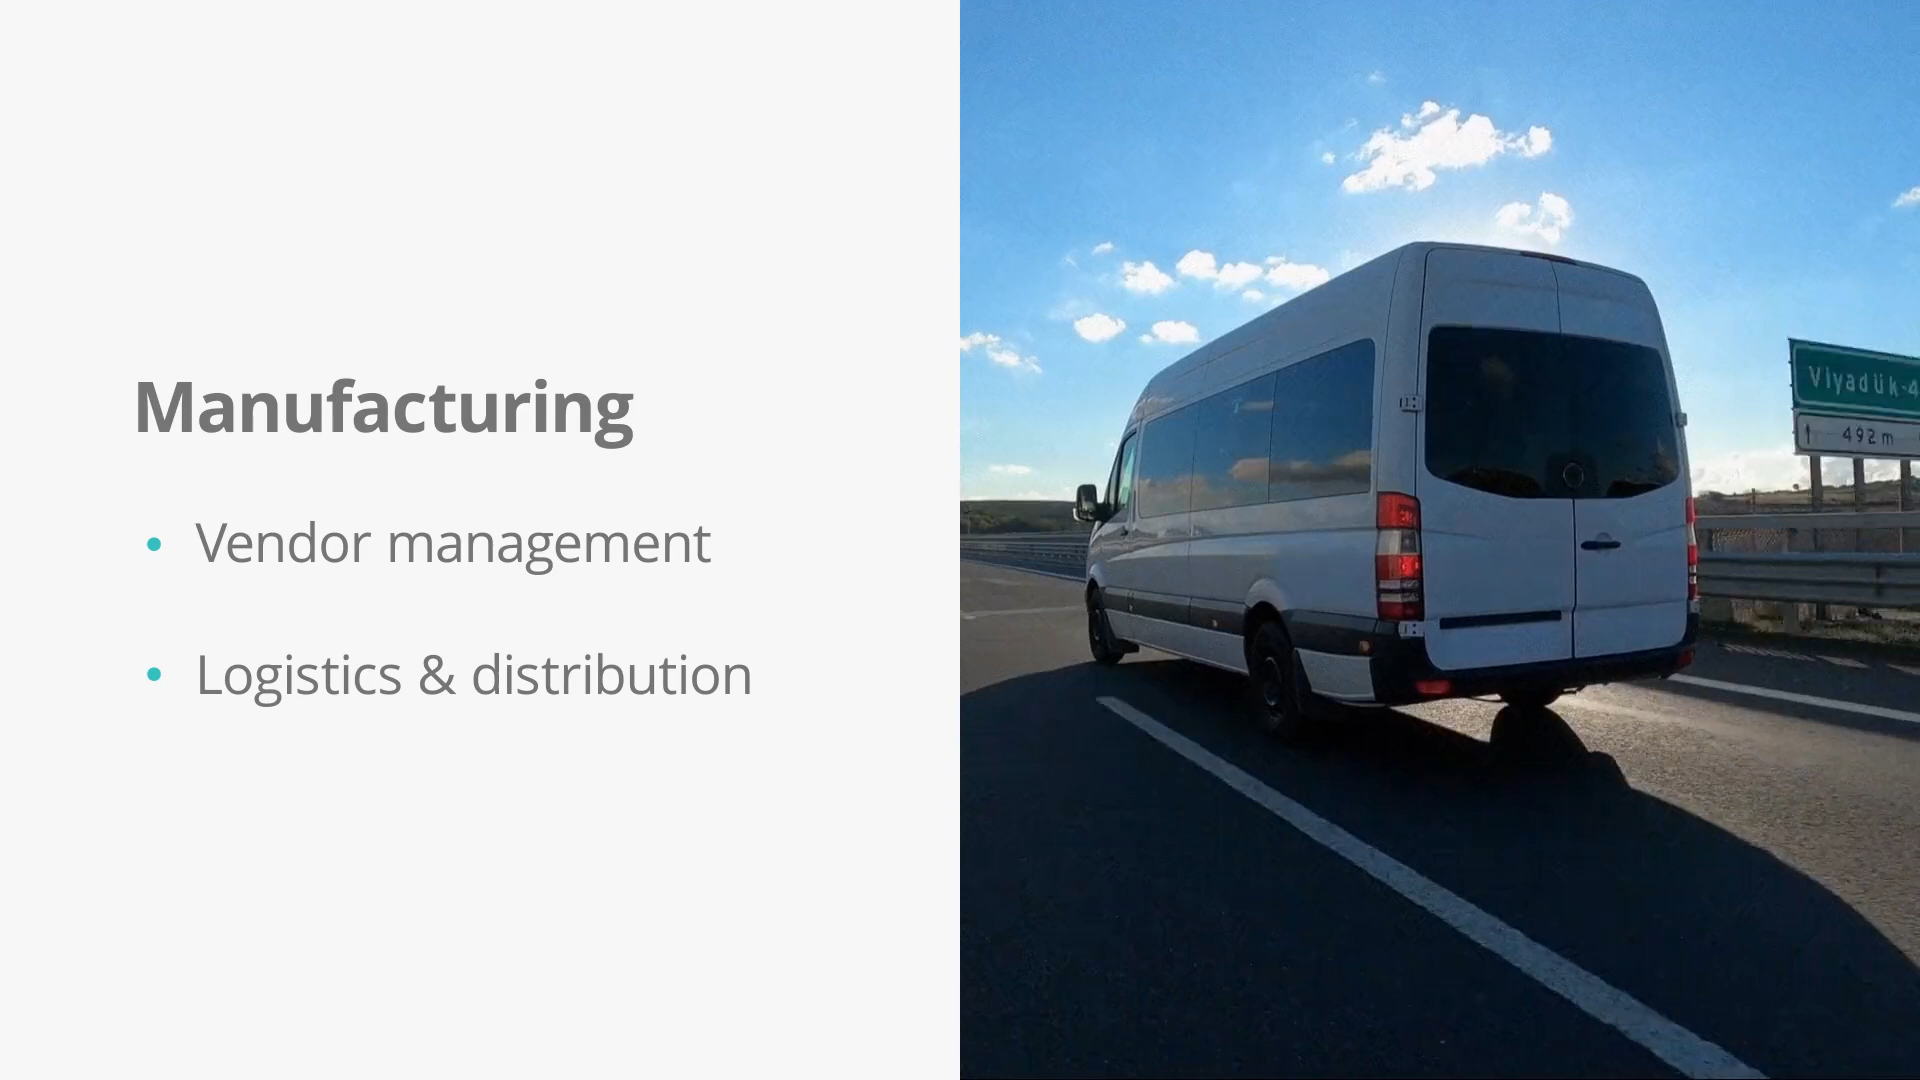 Manufacturing
• Vendor management
• Logistics & distribution
Viyadük-4
492 m